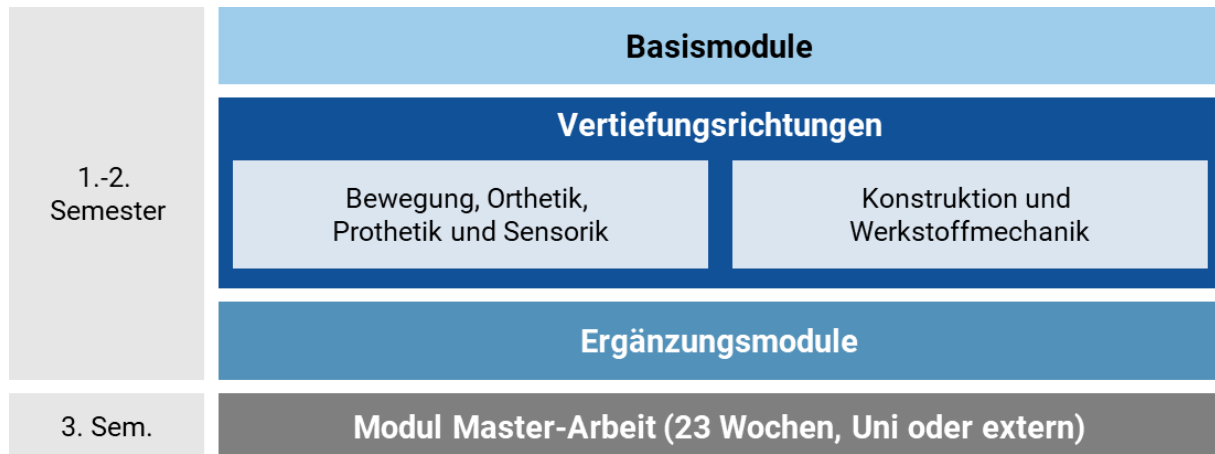 1.-2.
Semester
Basismodule
Vertiefungsrichtungen
Bewegung, Orthetik,
Prothetik und Sensorik
Konstruktion und
Werkstoffmechanik
Ergänzungsmodule
3. Sem.
Modul Master-Arbeit (23 Wochen, Uni oder extern)